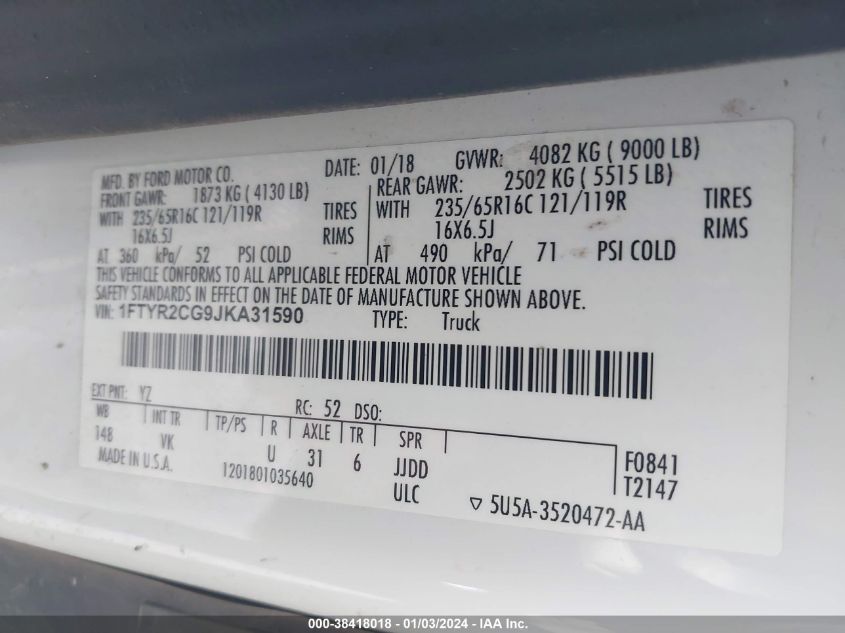 MFD. BY FORD MOTOR CO. DATE: 01/18 GVWR: 4082 KG ( 9000 LB)
FRONT GAWR: 1873 KG ( 4130 LB) REAR GAWR: 2502 KG ( 5515 LB)
WITH 235/65R16C 121/119R TIRES WITH 235/65R16C 121/119R TIRES
16X6.5J RIMS 16X6.5J RIMS
AT 360 kPa/ 52 PSI COLD AT 490 kPa/ 71 PSI COLD
THIS VEHICLE CONFORMS TO ALL APPLICABLE FEDERAL MOTOR VEHICLE
SAFETY STANDARDS IN EFFECT ON THE DATE OF MANUFACTURE SHOWN ABOVE.
VIN: 1FTYR2CG9JKA31590 TYPE: Truck
EXT PNT: YZ RC: 52 DSO:
WB INT TR TP/PS R AXLE TR SPR
148 VK U 31 6 JJDD F0841
MADE IN U.S.A. 1201801035640 ULC T2147
5U5A-3520472-AA
000-38418018 - 01/03/2024 - IAA Inc.